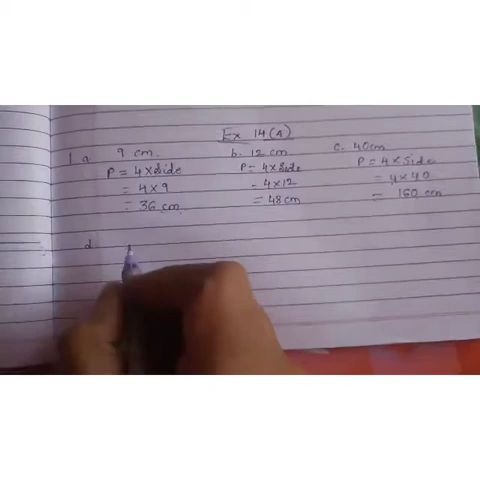 Ex 14(A)
1 a 9 cm.
P = 4×Side
= 4×9
= 36 cm.
b. 12 cm
P = 4×Side
= 4×12
= 48 cm
c. 40cm
P = 4×Side
= 4×40
= 160 cm
d